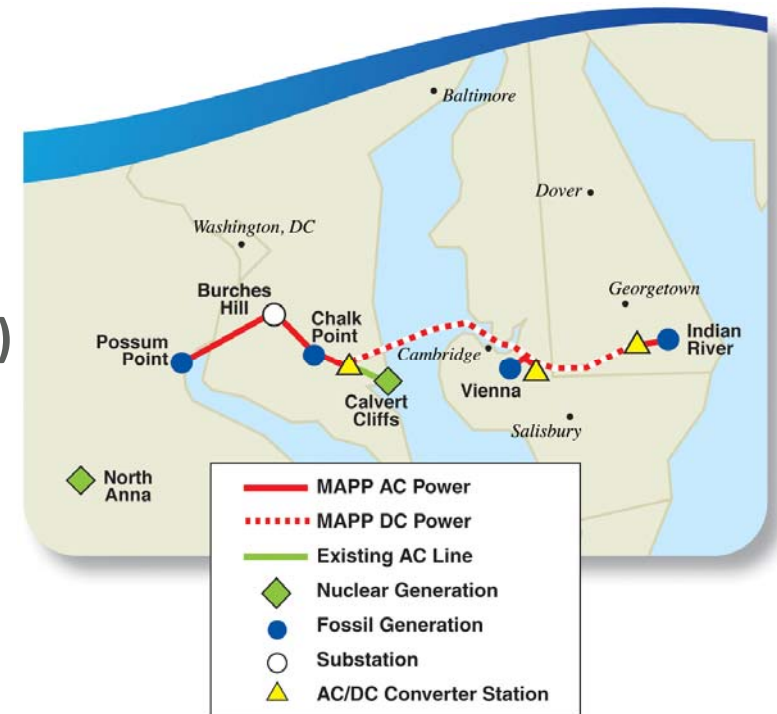 Baltimore
Dover
Washington, DC
Georgetown
Burches
Hill
Chalk
Point
Indian
River
Possum
Point
Cambridge
Vienna
Calvert
Cliffs
Salisbury
North
Anna
)
MAPP AC Power
MAPP DC Power
Existing AC Line
Nuclear Generation
Fossil Generation
Substation
AC/DC Converter Station